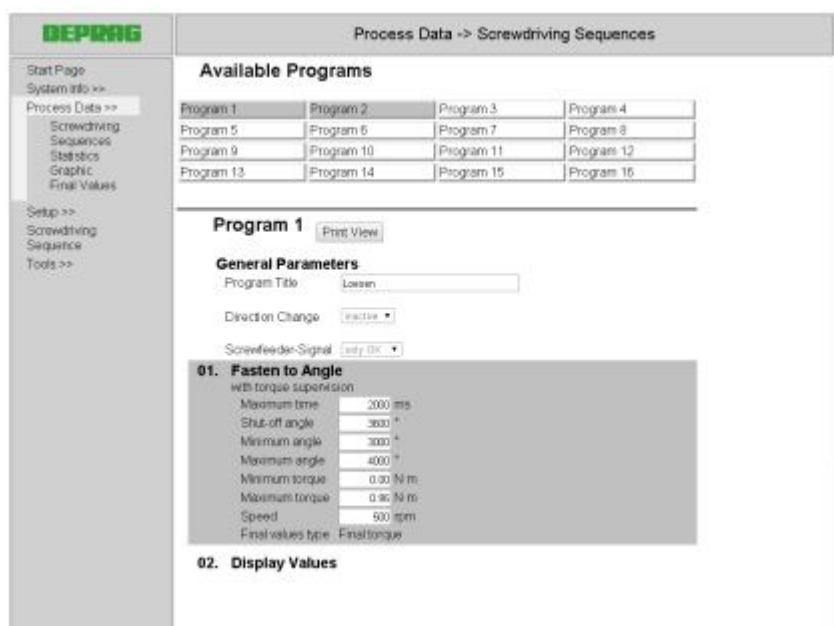 DEPRAG
Process Data -> Screwdriving Sequences
Start Page
System Info >>
Process Data >>
Screwdriving
Sequences
Statistics
Graphic
Final Values
Setup >>
Screwdriving
Sequence
Tools >>
Available Programs
Program 1 Program 2 Program 3 Program 4
Program 5 Program 6 Program 7 Program 8
Program 9 Program 10 Program 11 Program 12
Program 13 Program 14 Program 15 Program 16
Program 1 Print View
General Parameters
Program Title Loesen
Direction Change inactive
Screwfeeder-Signal only OK
01. Fasten to Angle
with torque supervision
Maximum time 2000 ms
Shut-off angle 3600 °
Minimum angle 3000 °
Maximum angle 4000 °
Minimum torque 0.00 N m
Maximum torque 0.96 N m
Speed 500 rpm
Final values type Final torque
02. Display Values